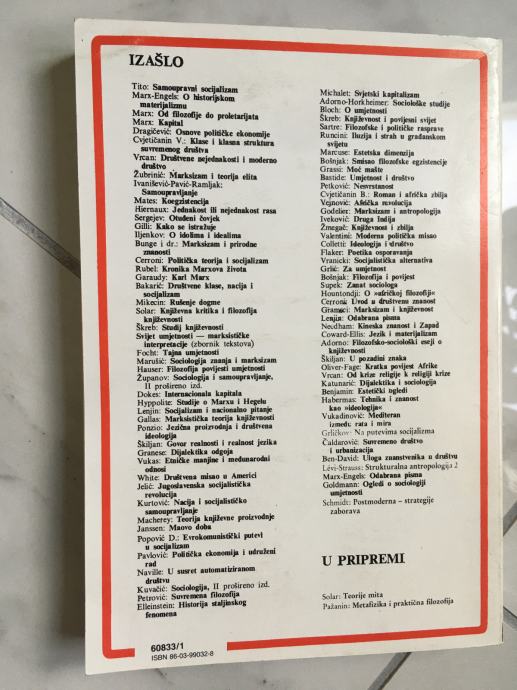 IZAŠLO
Tito: Samoupravni socijalizam
Marx-Engels: O historijskom
materijalizmu
Marx: Od filozofije do proletarijata
Marx: Kapital
Dragičević: Osnove političke ekonomije
Cvjetičanin V.: Klase i klasna struktura
suvremenog društva
Vrcan: Društvene nejednakosti i moderno
društvo
Žubrinić: Marksizam i teorija elita
Ivanišević-Pavić-Ramljak:
Samoupravljanje
Mates: Koegzistencija
Hiernaux: Jednakost ili nejednakost rasa
Sergejev: Otuđeni čovjek
Gilli: Kako se istražuje
Iljenkov: O idolima i idealima
Bunge i dr.: Marksizam i prirodne
znanosti
Cerroni: Politička teorija i socijalizam
Rubel: Kronika Marxova života
Garaudy: Karl Marx
Bakarić: Društvene klase, nacija i
socijalizam
Mikecin: Rušenje dogme
Solar: Književna kritika i filozofija
književnosti
Škreb: Studij književnosti
Svijet umjetnosti — marksističke
interpretacije (zbornik tekstova)
Focht: Tajna umjetnosti
Marušić: Sociologija znanja i marksizam
Hauser: Filozofija povijesti umjetnosti
Županov: Sociologija i samoupravljanje,
II prošireno izd.
Dokes: Internacionala kapitala
Hyppolite: Studije o Marxu i Hegelu
Lenjin: Socijalizam i nacionalno pitanje
Gallas: Marksistička teorija književnosti
Ponzio: Jezična proizvodnja i društvena
ideologija
Škiljan: Govor realnosti i realnost jezika
Granese: Dijalektika odgoja
Vukas: Etničke manjine i međunarodni
odnosi
White: Društvena misao u Americi
Jelić: Jugoslavenska socijalistička
revolucija
Kurtović: Nacija i socijalističko
samoupravljanje
Macherey: Teorija književne proizvodnje
Janssen: Maovo doba
Popović D.: Evrokomunistički putevi
u socijalizam
Pavlović: Politička ekonomija i udruženi
rad
Naville: U susret automatiziranom
društvu
Kuvačić: Sociologija, II prošireno izd.
Petrović: Suvremena filozofija
Elleinstein: Historija staljinskog
fenomena
Michalet: Svjetski kapitalizam
Adorno-Horkheimer: Sociološke studije
Bloch: O umjetnosti
Škreb: Književnost i povijesni svijet
Sartre: Filozofske i političke rasprave
Runcini: Iluzija i strah u građanskom
svijetu
Marcuse: Estetska dimenzija
Bošnjak: Smisao filozofske egzistencije
Grassi: Moć mašte
Bastide: Umjetnost i društvo
Petković: Nesvrstanost
Cvjetičanin B.: Roman i afrička zbilja
Vejnović: Afrička revolucija
Godelier: Marksizam i antropologija
Iveković: Druga Indija
Žmegač: Književnost i zbilja
Valentini: Moderna politička misao
Colletti: Ideologija i društvo
Flaker: Poetika osporavanja
Vranicki: Socijalistička alternativa
Grlić: Za umjetnost
Bošnjak: Filozofija i povijest
Supek: Zanat sociologa
Hountondji: O »afričkoj filozofiji«
Cerroni: Uvod u društvenu znanost
Gramsci: Marksizam i književnost
Lenjin: Odabrana pisma
Needham: Kineska znanost i Zapad
Coward-Ellis: Jezik i materijalizam
Adorno: Filozofsko-sociološki eseji o
književnosti
Škiljan: U pozadini znaka
Oliver-Fage: Kratka povijest Afrike
Vrcan: Od krize religije k religiji krize
Katunarić: Dijalektika i sociologija
Benjamin: Estetički ogledi
Habermas: Tehnika i znanost
kao »ideologija«
Vukadinović: Mediteran
između rata i mira
Grličkov: Na putevima socijalizma
Čaldarović: Suvremeno društvo
i urbanizacija
Ben-David: Uloga znanstvenika u društvu
Lévi-Strauss: Strukturalna antropologija 2
Marx-Engels: Odabrana pisma
Goldmann: Ogledi o sociologiji
umjetnosti
Schmidt: Postmoderna – strategije
zaborava
U PRIPREMI
Solar: Teorije mita
Pažanin: Metafizika i praktična filozofija
60833/1
ISBN 86-03-99032-8